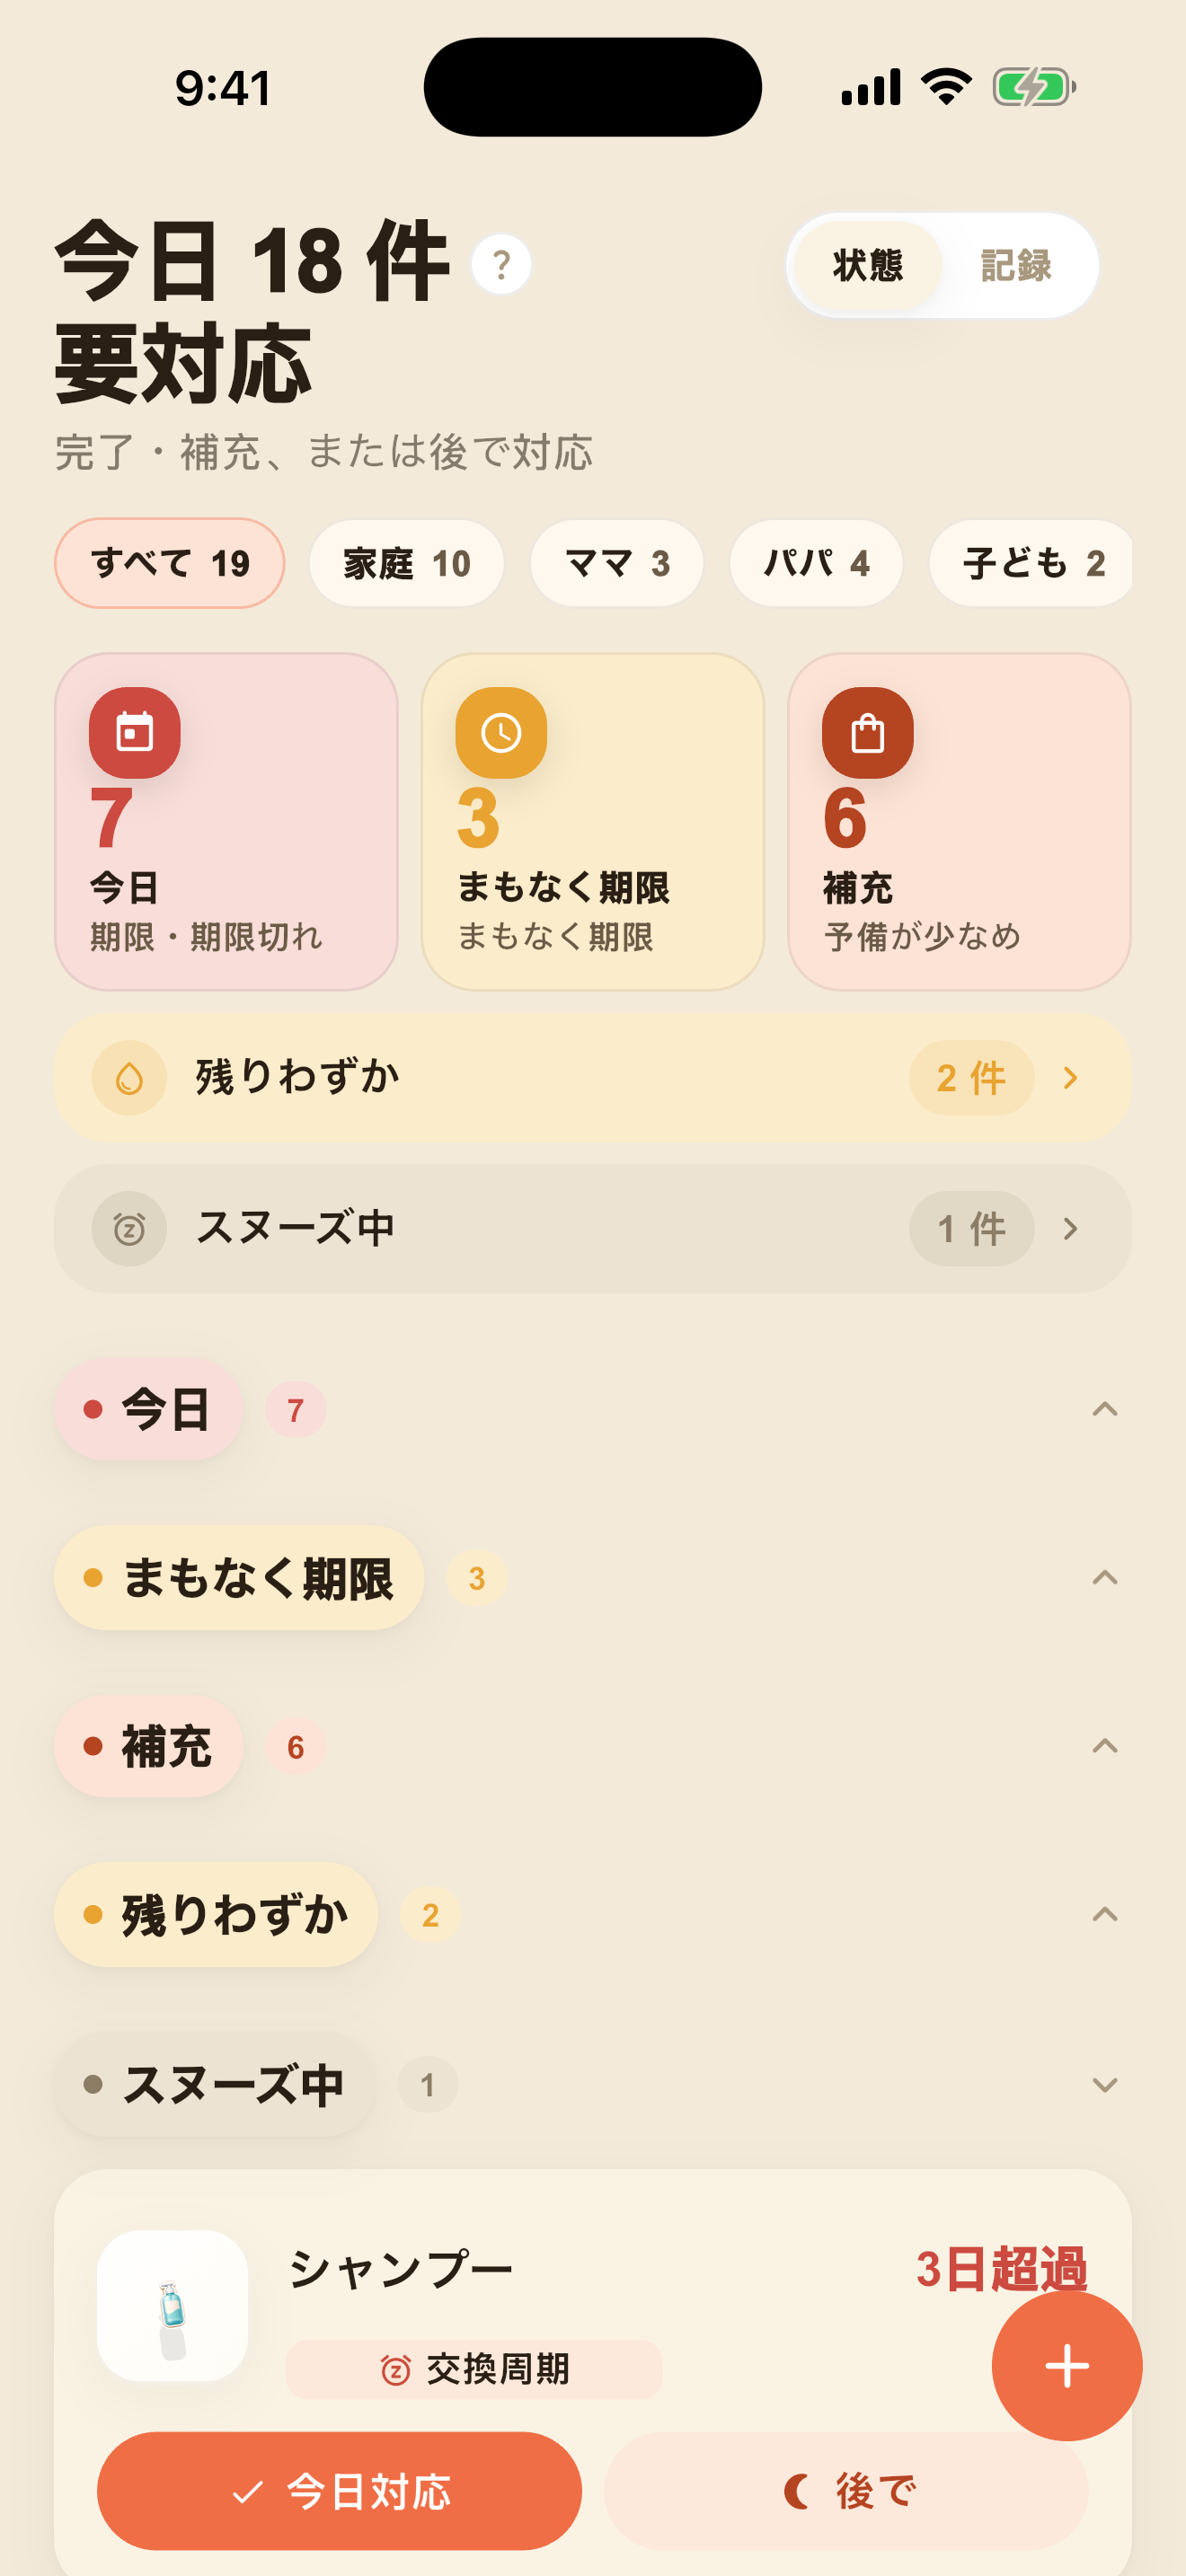 9:41
今日 18 件 ?
要対応
状態 記録
完了・補充、または後で対応
すべて 19 家庭 10 ママ 3 パパ 4 子ども 2
7
今日
期限・期限切れ
3
まもなく期限
まもなく期限
6
補充
予備が少なめ
残りわずか 2 件
スヌーズ中 1 件
今日 7
まもなく期限 3
補充 6
残りわずか 2
スヌーズ中 1
シャンプー 3日超過
交換周期
今日対応 後で